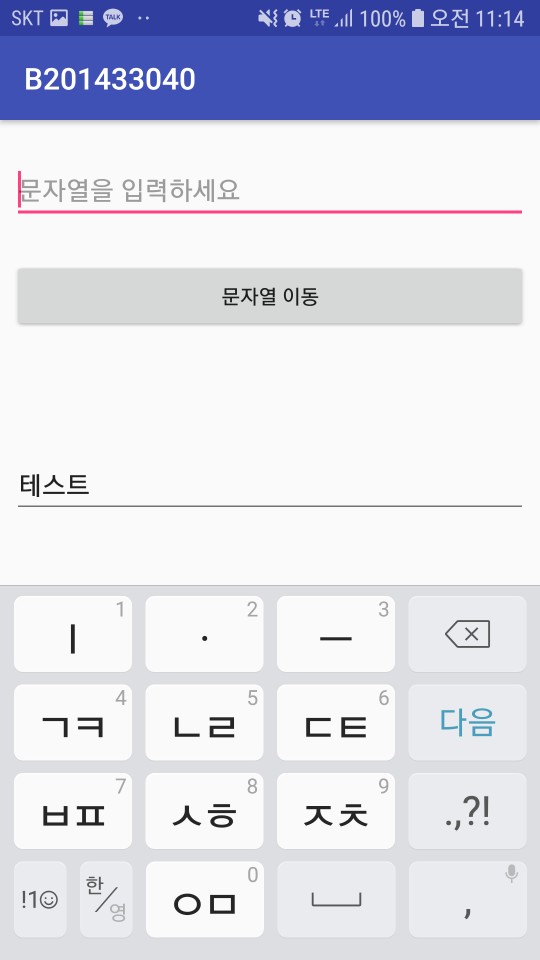 SKT TALK LTE 100% 오전 11:14
B201433040
문자열을 입력하세요
문자열 이동
테스트
ㅣ 1 · 2 ㅡ 3
ㄱㅋ 4 ㄴㄹ 5 ㄷㅌ 6 다음
ㅂㅍ 7 ㅅㅎ 8 ㅈㅊ 9 .,?!
!1☺ 한/영 ㅇㅁ 0 ,